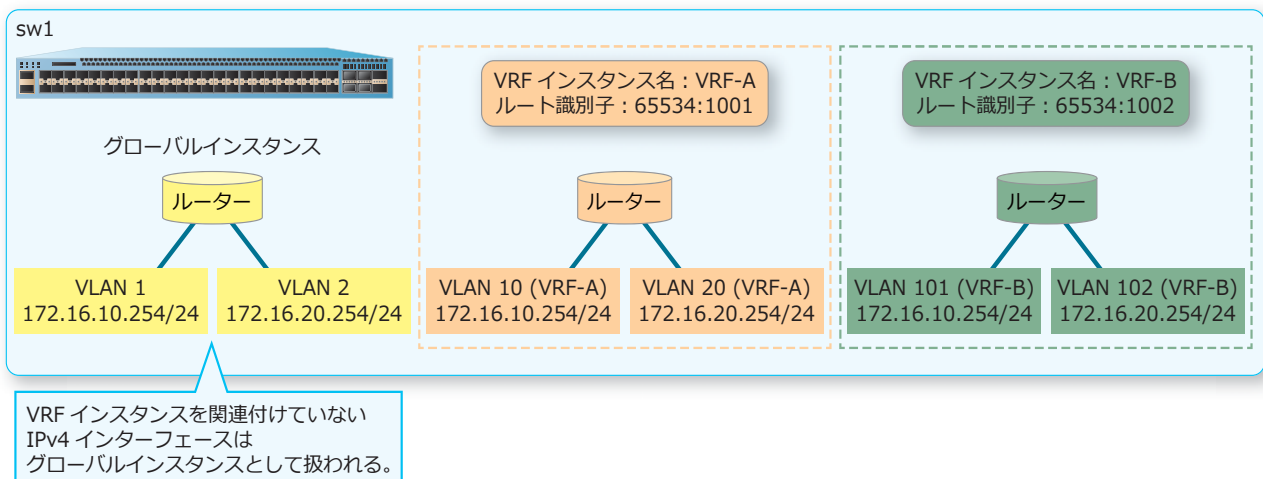 sw1
グローバルインスタンス
ルーター
VLAN 1
172.16.10.254/24
VLAN 2
172.16.20.254/24
VRF インスタンス名：VRF-A
ルート識別子：65534:1001
ルーター
VLAN 10 (VRF-A)
172.16.10.254/24
VLAN 20 (VRF-A)
172.16.20.254/24
VRF インスタンス名：VRF-B
ルート識別子：65534:1002
ルーター
VLAN 101 (VRF-B)
172.16.10.254/24
VLAN 102 (VRF-B)
172.16.20.254/24
VRF インスタンスを関連付けていない
IPv4 インターフェースは
グローバルインスタンスとして扱われる。